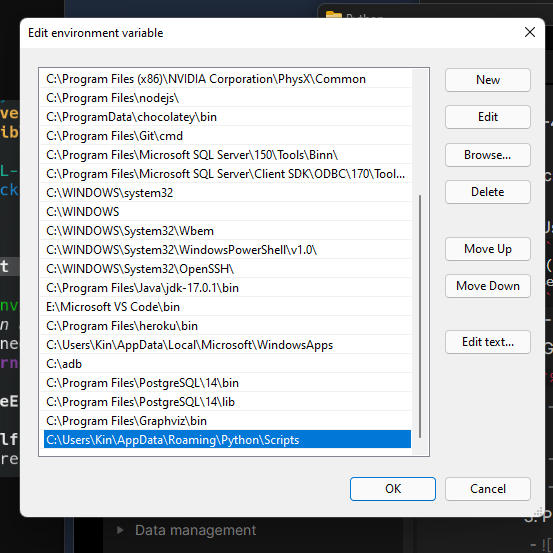 Python
Edit environment variable
C:\Program Files (x86)\NVIDIA Corporation\PhysX\Common
C:\Program Files\nodejs\
C:\ProgramData\chocolatey\bin
C:\Program Files\Git\cmd
C:\Program Files\Microsoft SQL Server\150\Tools\Binn\
C:\Program Files\Microsoft SQL Server\Client SDK\ODBC\170\Tool...
C:\WINDOWS\system32
C:\WINDOWS
C:\WINDOWS\System32\Wbem
C:\WINDOWS\System32\WindowsPowerShell\v1.0\
C:\WINDOWS\System32\OpenSSH\
C:\Program Files\Java\jdk-17.0.1\bin
E:\Microsoft VS Code\bin
C:\Program Files\heroku\bin
C:\Users\Kin\AppData\Local\Microsoft\WindowsApps
C:\adb
C:\Program Files\PostgreSQL\14\bin
C:\Program Files\PostgreSQL\14\lib
C:\Program Files\Graphviz\bin
C:\Users\Kin\AppData\Roaming\Python\Scripts
New
Edit
Browse...
Delete
Move Up
Move Down
Edit text...
OK
Cancel
Data management